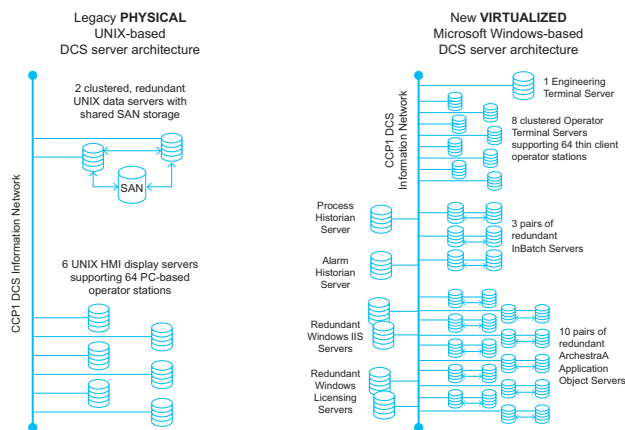 Legacy PHYSICAL
UNIX-based
DCS server architecture
2 clustered, redundant
UNIX data servers with
shared SAN storage
SAN
CCP1 DCS Information Network
6 UNIX HMI display servers
supporting 64 PC-based
operator stations
New VIRTUALIZED
Microsoft Windows-based
DCS server architecture
CCP1 DCS
Information Network
1 Engineering
Terminal Server
8 clustered Operator
Terminal Servers
supporting 64 thin client
operator stations
Process
Historian
Server
3 pairs of
redundant
InBatch Servers
Alarm
Historian
Server
Redundant
Windows IIS
Servers
10 pairs of
redundant
ArchestraA
Application
Object Servers
Redundant
Windows
Licensing
Servers